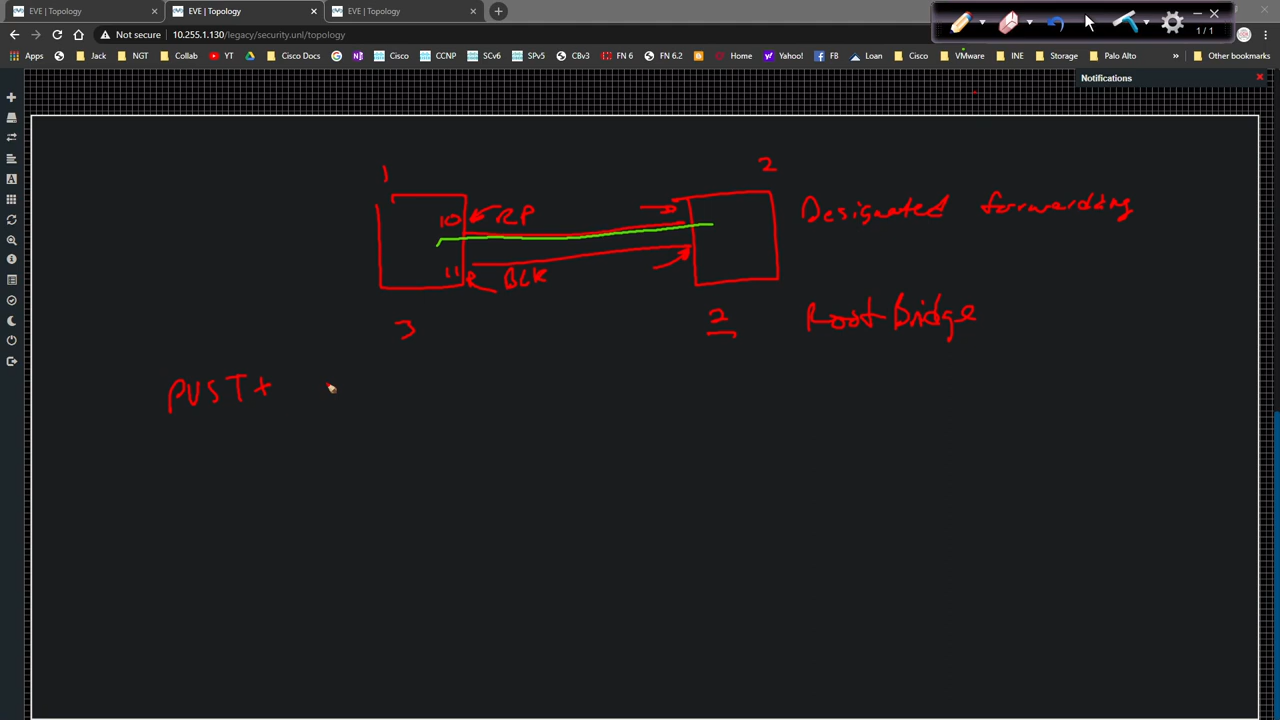 EVE | Topology
EVE | Topology
EVE | Topology
Not secure 10.255.1.130/legacy/security.unl/topology
1 / 1
Apps Jack NGT Collab YT Cisco Docs Google Cisco CCNP SCv6 SPv5 CBv3 FN 6 FN 6.2 Home Yahoo! FB Loan Cisco VMware INE Storage Palo Alto » Other bookmarks
Notifications
1 2
10 RP Designated forwarding
11 BLK
3 2 Root Bridge
PVST+